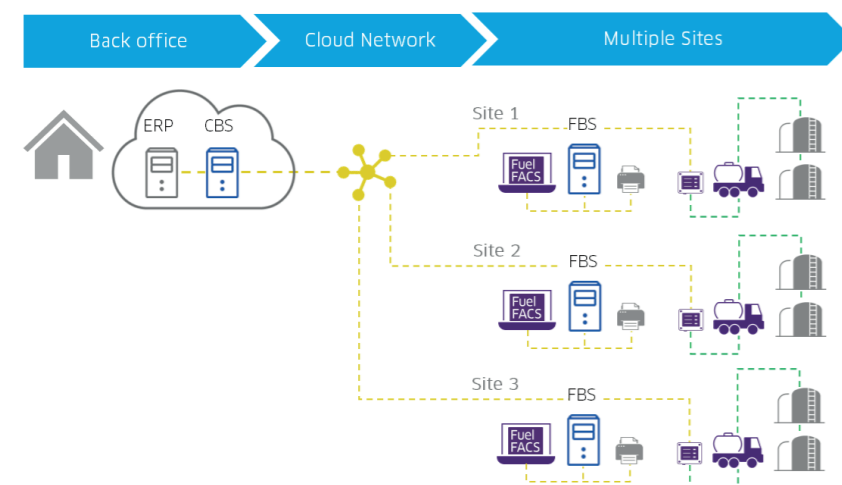 Back office
Cloud Network
Multiple Sites
ERP
CBS
Site 1
FBS
Fuel
FACS
Site 2
FBS
Fuel
FACS
Site 3
FBS
Fuel
FACS